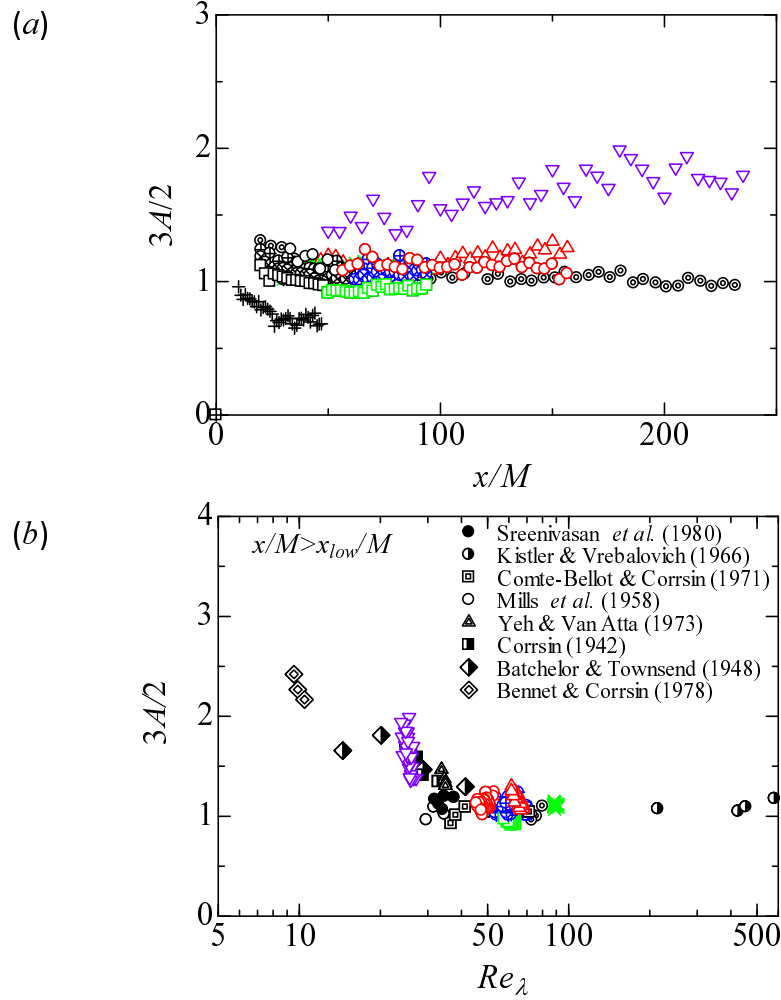 (a)
3
2
1
0
3A/2
0
100
200
x/M
(b)
4
3
2
1
0
3A/2
x/M>x_low/M
Sreenivasan et al. (1980)
Kistler & Vrebalovich (1966)
Comte-Bellot & Corrsin (1971)
Mills et al. (1958)
Yeh & Van Atta (1973)
Corrsin (1942)
Batchelor & Townsend (1948)
Bennet & Corrsin (1978)
5
10
50
100
500
Re_λ